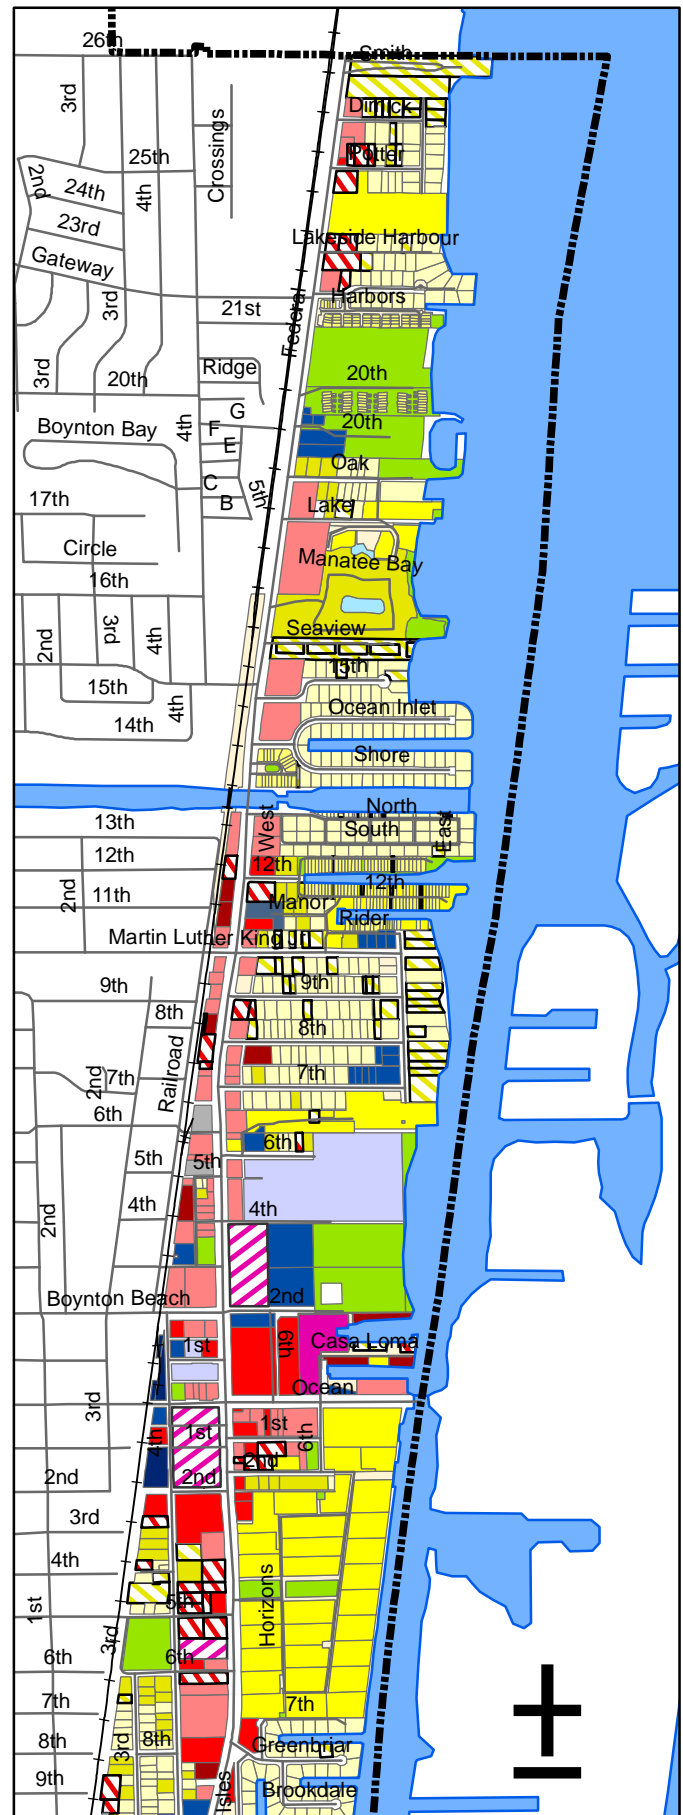 26th
Smith
3rd
Dimick
Crossings
25th
Potter
2nd
24th
4th
23rd
Lakeside Harbour
Gateway
3rd
Harbors
21st
Federal
3rd
Ridge
20th
20th
G
4th
F
20th
Boynton Bay
E
Oak
C
5th
17th
B
Lake
Circle
Manatee Bay
16th
3rd
Seaview
2nd
4th
15th
15th
4th
Ocean Inlet
14th
Shore
North
13th
West
South
East
12th
12th
12th
2nd
11th
Manor
Rider
Martin Luther King Jr
9th
9th
8th
8th
Railroad
7th
2nd
7th
6th
6th
5th
5th
4th
4th
2nd
Boynton Beach
2nd
1st
6th
Casa Loma
Ocean
3rd
1st
1st
6th
4th
2nd
2nd
2nd
3rd
4th
Horizons
1st
5th
3rd
6th
6th
7th
7th
8th
3rd
8th
Greenbriar
9th
Isles
Brookdale